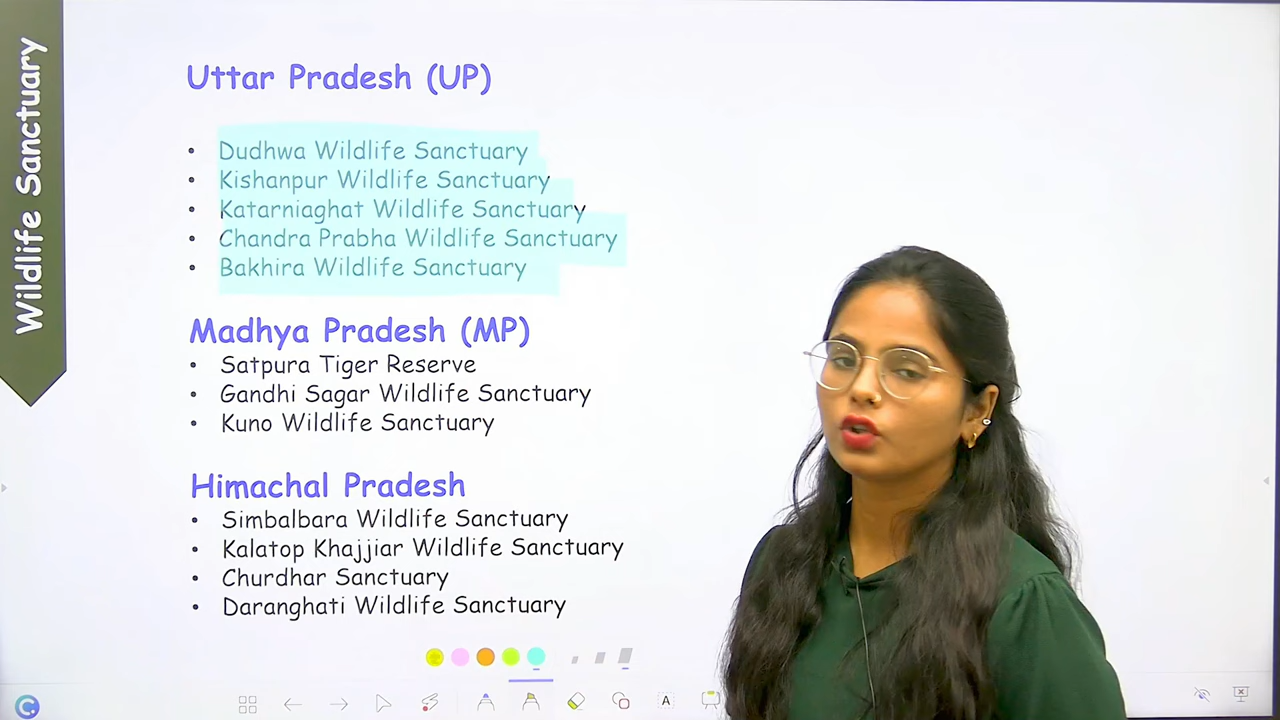 Wildlife Sanctuary
Uttar Pradesh (UP)
• Dudhwa Wildlife Sanctuary
• Kishanpur Wildlife Sanctuary
• Katarniaghat Wildlife Sanctuary
• Chandra Prabha Wildlife Sanctuary
• Bakhira Wildlife Sanctuary
Madhya Pradesh (MP)
• Satpura Tiger Reserve
• Gandhi Sagar Wildlife Sanctuary
• Kuno Wildlife Sanctuary
Himachal Pradesh
• Simbalbara Wildlife Sanctuary
• Kalatop Khajjiar Wildlife Sanctuary
• Churdhar Sanctuary
• Daranghati Wildlife Sanctuary
A